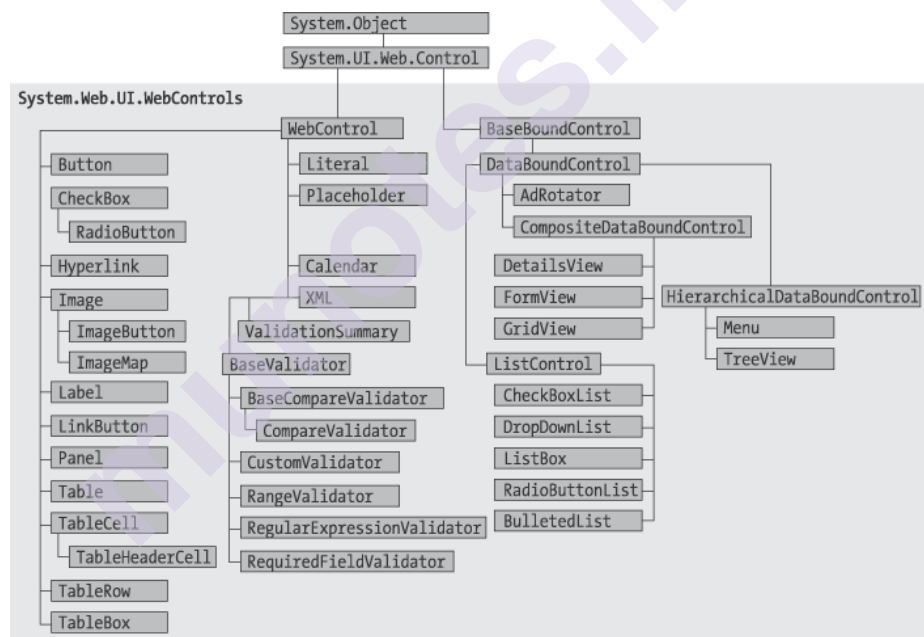 System.Object
System.UI.Web.Control
System.Web.UI.WebControls
WebControl
Button
CheckBox
RadioButton
Hyperlink
Image
ImageButton
ImageMap
Label
LinkButton
Panel
Table
TableCell
TableHeaderCell
TableRow
TableBox
Literal
Placeholder
Calendar
XML
ValidationSummary
BaseValidator
BaseCompareValidator
CompareValidator
CustomValidator
RangeValidator
RegularExpressionValidator
RequiredFieldValidator
BaseBoundControl
DataBoundControl
AdRotator
CompositeDataBoundControl
DetailsView
FormView
GridView
HierarchicalDataBoundControl
Menu
TreeView
ListControl
CheckBoxList
DropDownList
ListBox
RadioButtonList
BulletedList